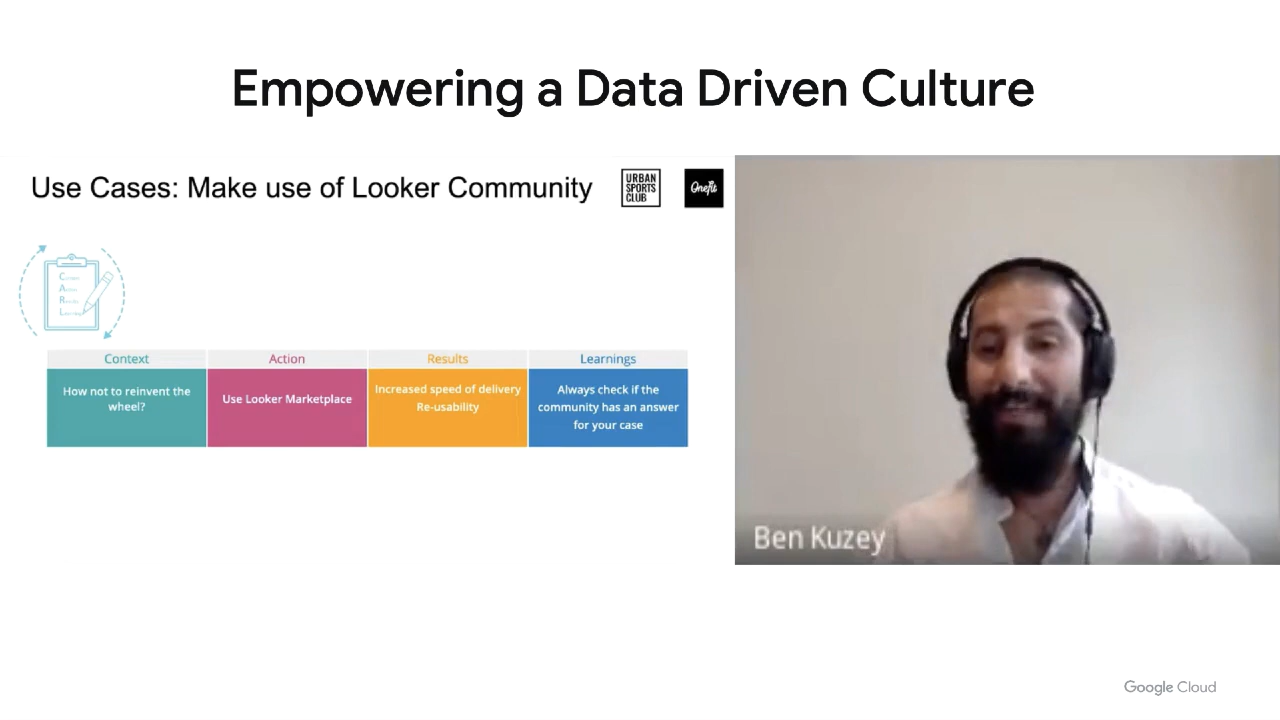 Empowering a Data Driven Culture
Use Cases: Make use of Looker Community
URBAN
SPORTS
CLUB
Onefit
C
A
R
L
Context
Action
Results
Learnings
How not to reinvent the
wheel?
Use Looker Marketplace
Increased speed of delivery
Re-usability
Always check if the
community has an answer
for your case
Ben Kuzey
Google Cloud